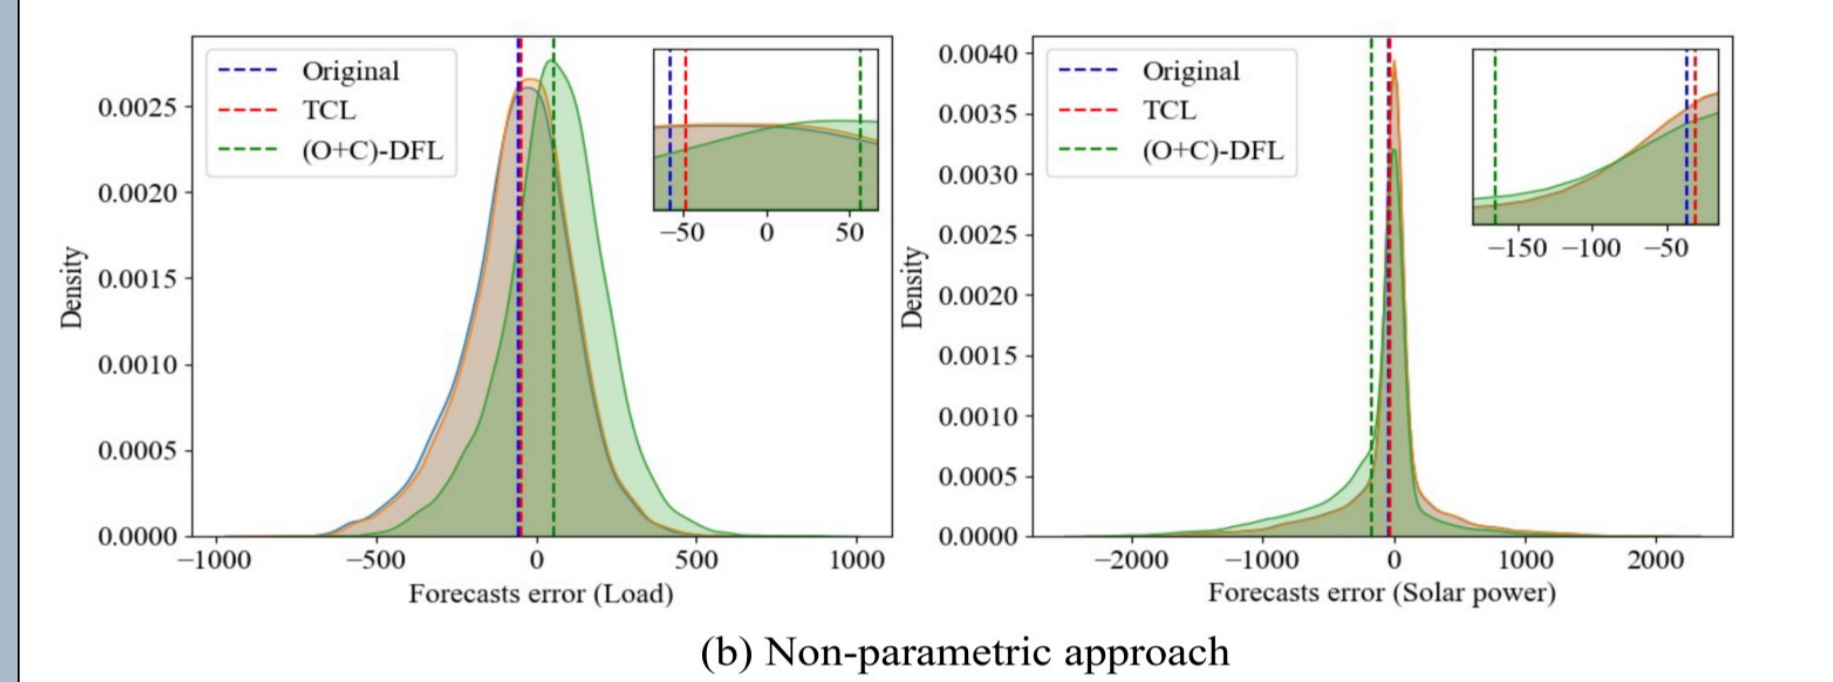 Original
TCL
(O+C)-DFL
−50 0 50
0.0025
0.0020
0.0015
0.0010
0.0005
0.0000
Density
−1000 −500 0 500 1000
Forecasts error (Load)
Original
TCL
(O+C)-DFL
−150 −100 −50
0.0040
0.0035
0.0030
0.0025
0.0020
0.0015
0.0010
0.0005
0.0000
Density
−2000 −1000 0 1000 2000
Forecasts error (Solar power)
(b) Non-parametric approach